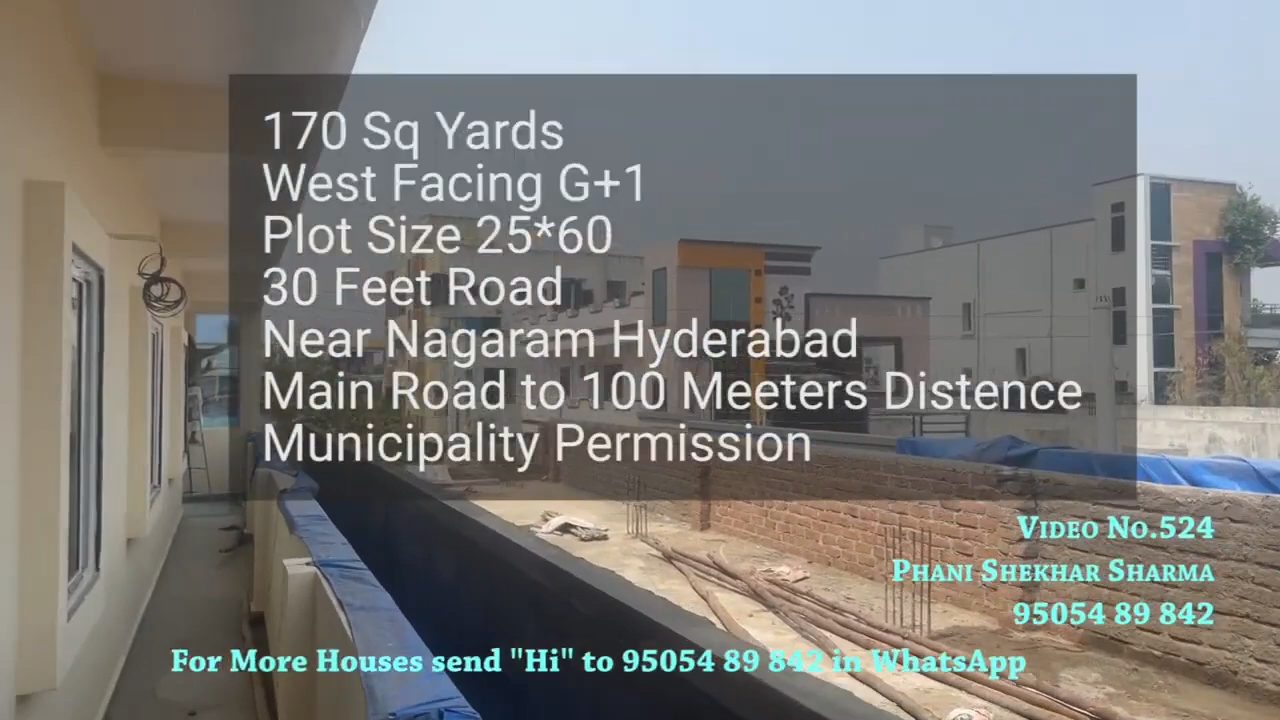 170 Sq Yards
West Facing G+1
Plot Size 25*60
30 Feet Road
Near Nagaram Hyderabad
Main Road to 100 Meeters Distence
Municipality Permission
Video No.524
Phani Shekhar Sharma
95054 89 842
For More Houses send "Hi" to 95054 89 842 in WhatsApp